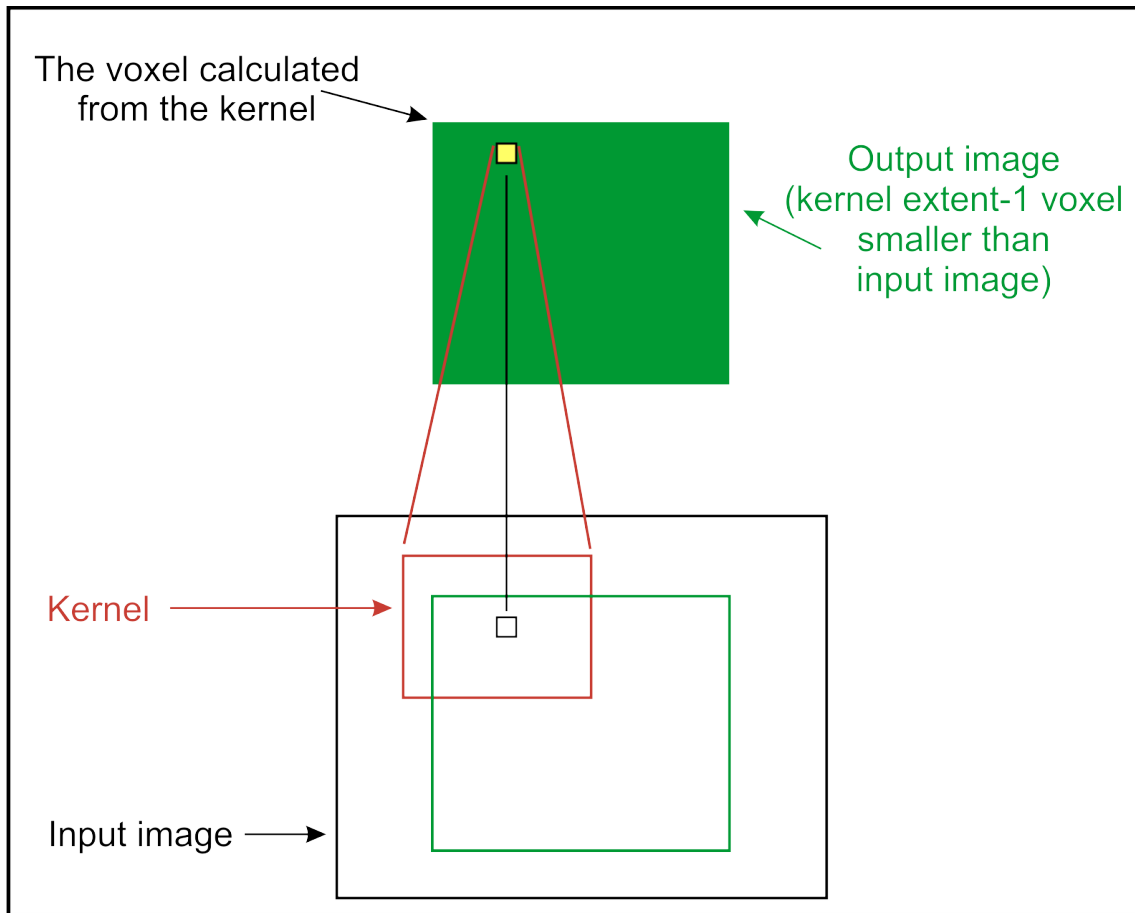 The voxel calculated
from the kernel
Output image
(kernel extent-1 voxel
smaller than
input image)
Kernel
Input image